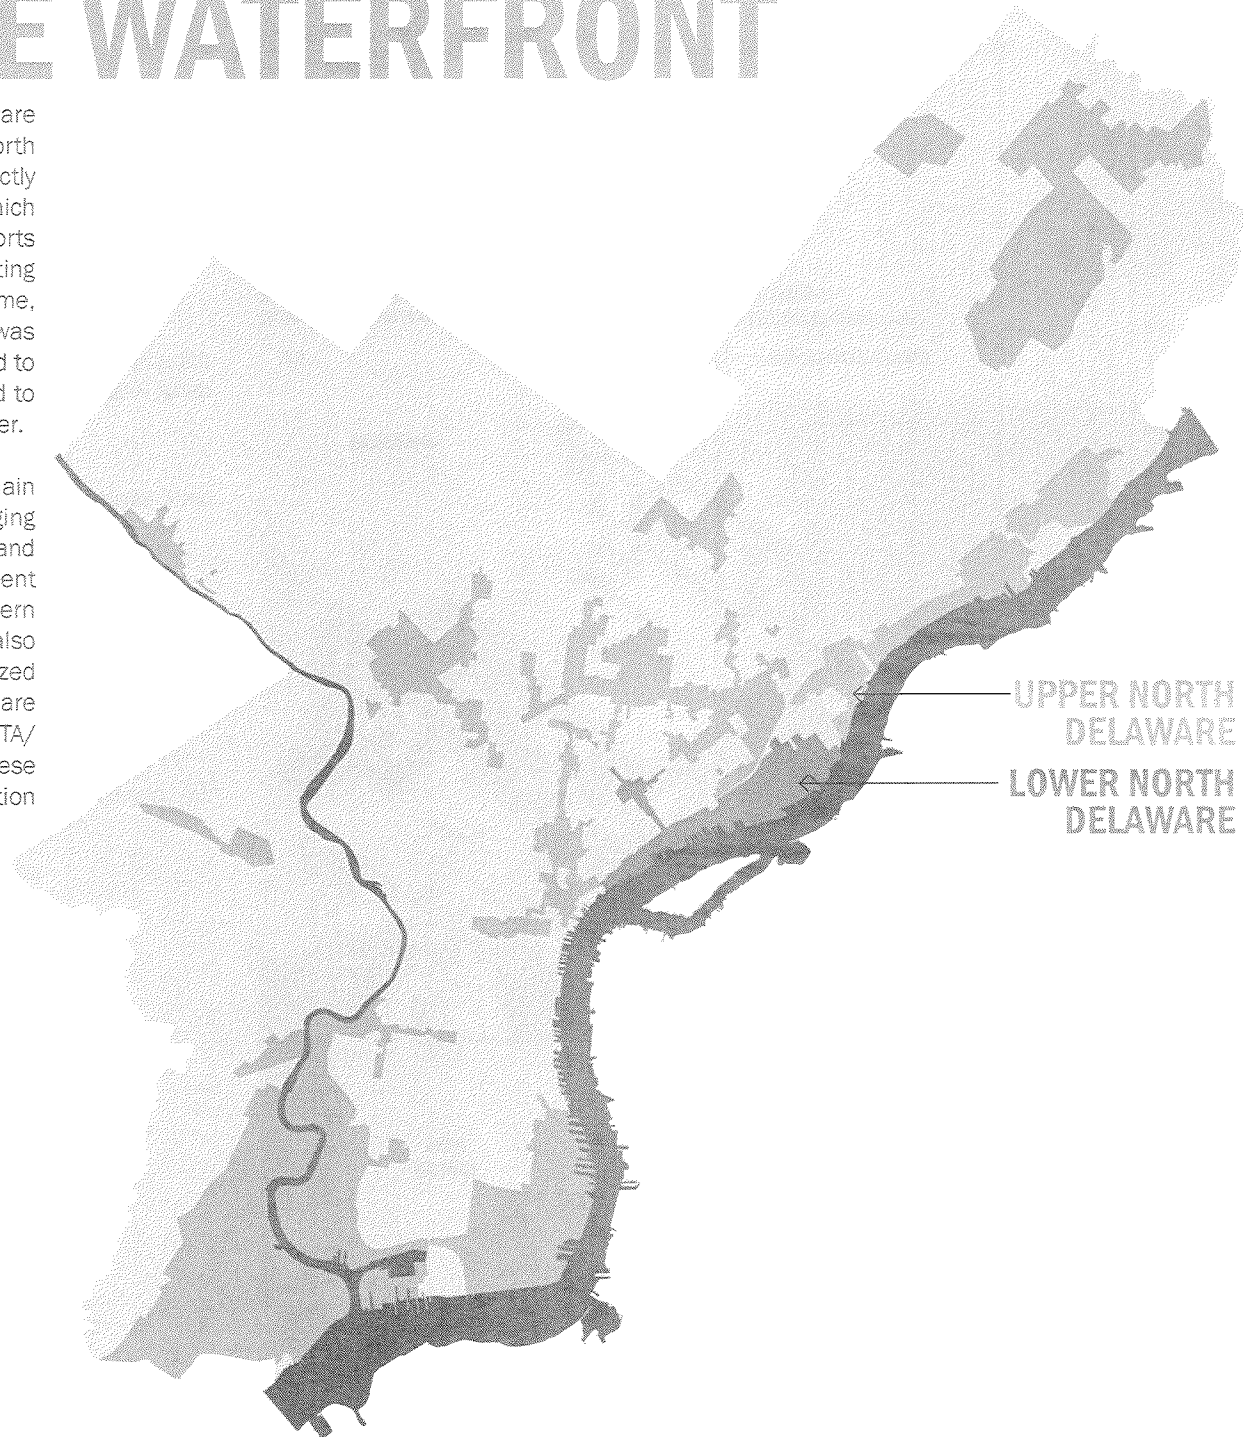 E WATERFRONT
are
orth
ctly
hich
orts
ting
me,
was
d to
d to
er.
ain
ging
and
ent
ern
also
zed
are
TA/
ese
tion
UPPER NORTH
DELAWARE
LOWER NORTH
DELAWARE